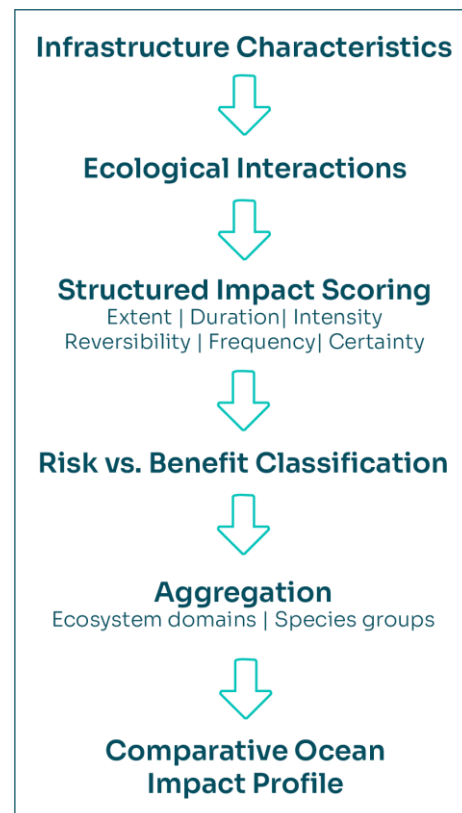 Infrastructure Characteristics
Ecological Interactions
Structured Impact Scoring
Extent | Duration| Intensity
Reversibility | Frequency| Certainty
Risk vs. Benefit Classification
Aggregation
Ecosystem domains | Species groups
Comparative Ocean
Impact Profile